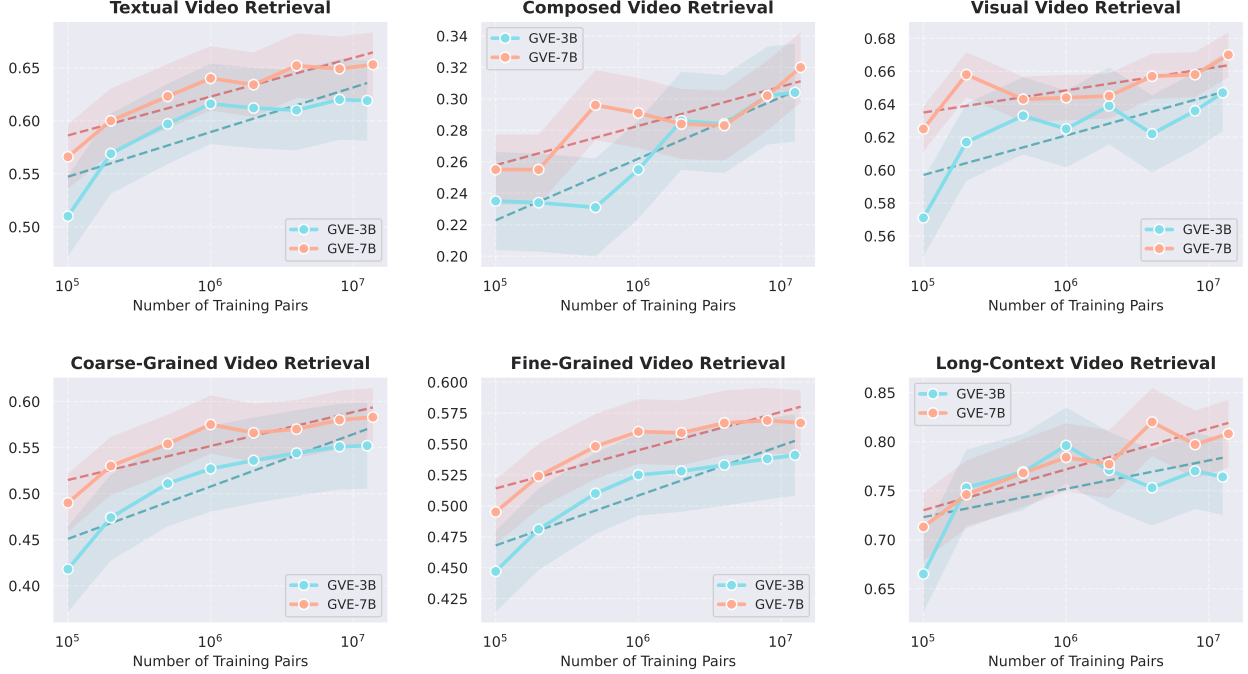 Textual Video Retrieval
0.65
0.60
0.55
0.50
GVE-3B
GVE-7B
10^5
10^6
10^7
Number of Training Pairs
Composed Video Retrieval
0.34
0.32
0.30
0.28
0.26
0.24
0.22
0.20
GVE-3B
GVE-7B
10^5
10^6
10^7
Number of Training Pairs
Visual Video Retrieval
0.68
0.66
0.64
0.62
0.60
0.58
0.56
GVE-3B
GVE-7B
10^5
10^6
10^7
Number of Training Pairs
Coarse-Grained Video Retrieval
0.60
0.55
0.50
0.45
0.40
GVE-3B
GVE-7B
10^5
10^6
10^7
Number of Training Pairs
Fine-Grained Video Retrieval
0.600
0.575
0.550
0.525
0.500
0.475
0.450
0.425
GVE-3B
GVE-7B
10^5
10^6
10^7
Number of Training Pairs
Long-Context Video Retrieval
0.85
0.80
0.75
0.70
0.65
GVE-3B
GVE-7B
10^5
10^6
10^7
Number of Training Pairs